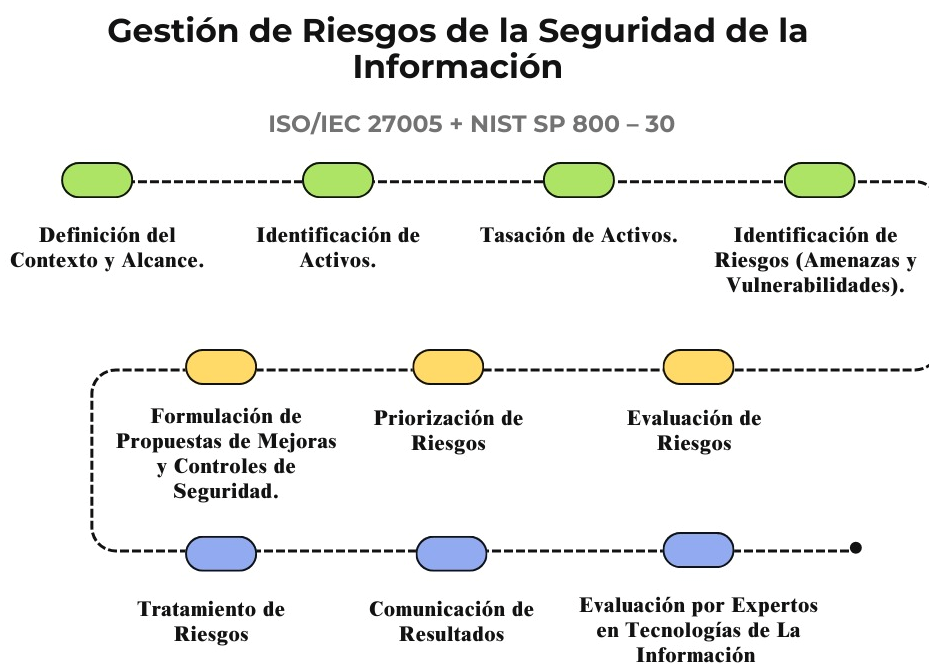 Gestión de Riesgos de la Seguridad de la
Información
ISO/IEC 27005 + NIST SP 800 – 30
Definición del
Contexto y Alcance.
Identificación de
Activos.
Tasación de Activos.
Identificación de
Riesgos (Amenazas y
Vulnerabilidades).
Formulación de
Propuestas de Mejoras
y Controles de
Seguridad.
Priorización de
Riesgos
Evaluación de
Riesgos
Tratamiento de
Riesgos
Comunicación de
Resultados
Evaluación por Expertos
en Tecnologías de La
Información